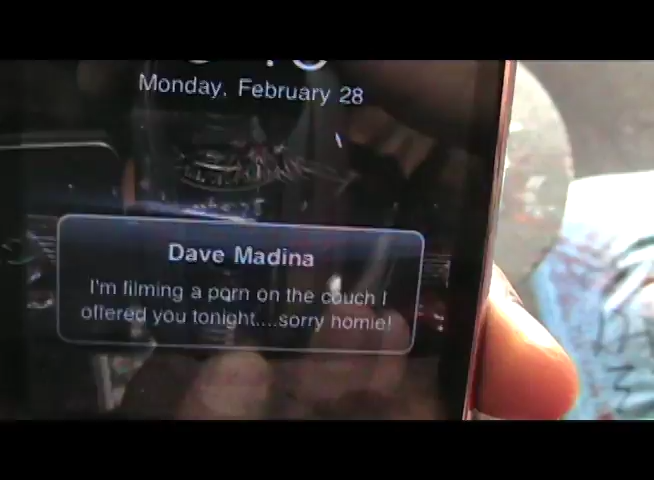 Monday, February 28
Dave Madina
I'm filming a porn on the couch I
offered you tonight....sorry homie!